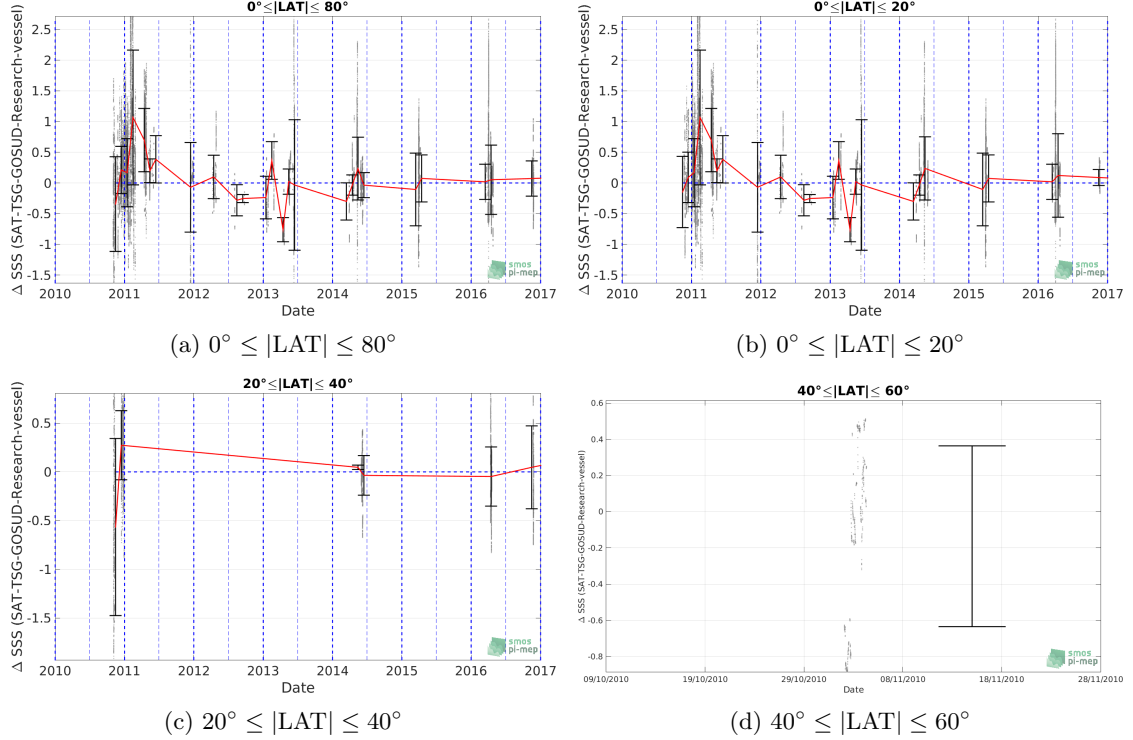 0°≤|LAT|≤ 80°
Δ SSS (SAT-TSG-GOSUD-Research-vessel)
2.5
2
1.5
1
0.5
0
-0.5
-1
-1.5
2010 2011 2012 2013 2014 2015 2016 2017
Date
smos
pi-mep
(a) 0° ≤ |LAT| ≤ 80°
0°≤|LAT|≤ 20°
Δ SSS (SAT-TSG-GOSUD-Research-vessel)
2.5
2
1.5
1
0.5
0
-0.5
-1
-1.5
2010 2011 2012 2013 2014 2015 2016 2017
Date
smos
pi-mep
(b) 0° ≤ |LAT| ≤ 20°
20°≤|LAT|≤ 40°
Δ SSS (SAT-TSG-GOSUD-Research-vessel)
0.5
0
-0.5
-1
-1.5
2010 2011 2012 2013 2014 2015 2016 2017
Date
smos
pi-mep
(c) 20° ≤ |LAT| ≤ 40°
40°≤|LAT|≤ 60°
Δ SSS (SAT-TSG-GOSUD-Research-vessel)
0.6
0.4
0.2
0
-0.2
-0.4
-0.6
-0.8
09/10/2010 19/10/2010 29/10/2010 08/11/2010 18/11/2010 28/11/2010
Date
smos
pi-mep
(d) 40° ≤ |LAT| ≤ 60°